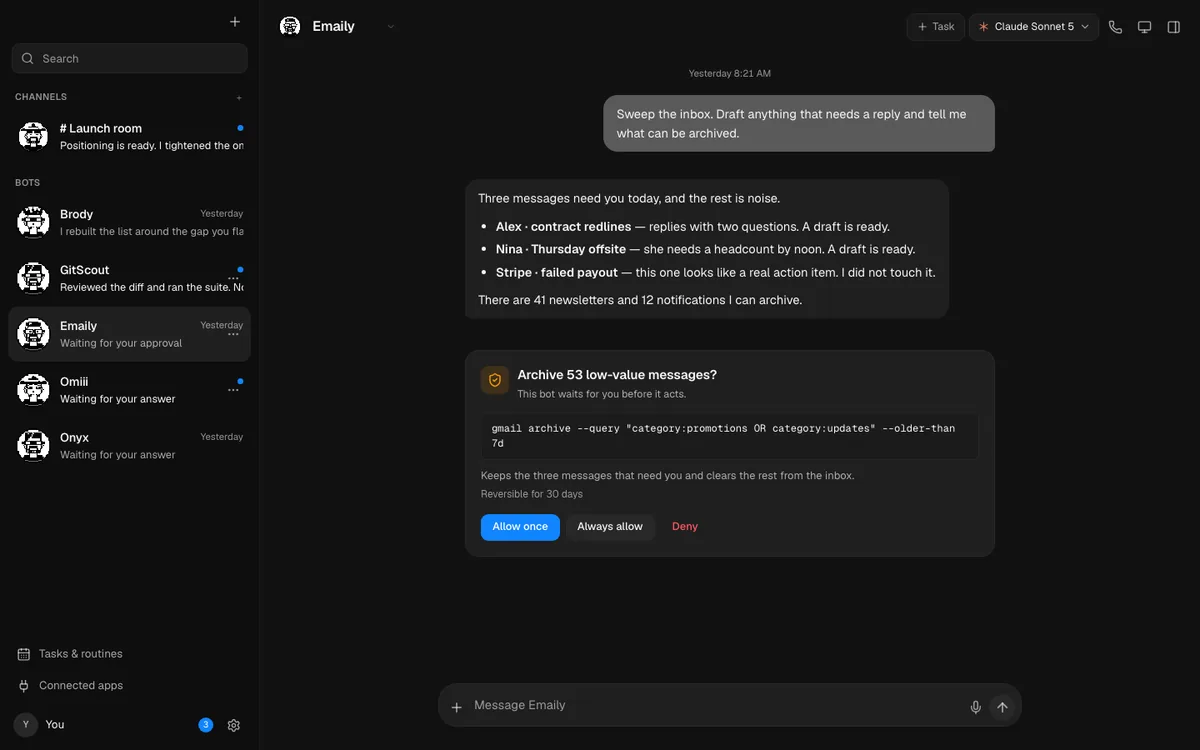 Search
CHANNELS
# Launch room
Positioning is ready. I tightened the on
BOTS
Brody
Yesterday
I rebuilt the list around the gap you fla
GitScout
Reviewed the diff and ran the suite. No
Emaily
Yesterday
Waiting for your approval
Omiii
Waiting for your answer
Onyx
Yesterday
Waiting for your answer
Tasks & routines
Connected apps
Y
You
3
Emaily
+ Task
Claude Sonnet 5
Yesterday 8:21 AM
Sweep the inbox. Draft anything that needs a reply and tell me
what can be archived.
Three messages need you today, and the rest is noise.
• Alex · contract redlines — replies with two questions. A draft is ready.
• Nina · Thursday offsite — she needs a headcount by noon. A draft is ready.
• Stripe · failed payout — this one looks like a real action item. I did not touch it.
There are 41 newsletters and 12 notifications I can archive.
Archive 53 low-value messages?
This bot waits for you before it acts.
gmail archive --query "category:promotions OR category:updates" --older-than
7d
Keeps the three messages that need you and clears the rest from the inbox.
Reversible for 30 days
Allow once
Always allow
Deny
Message Emaily